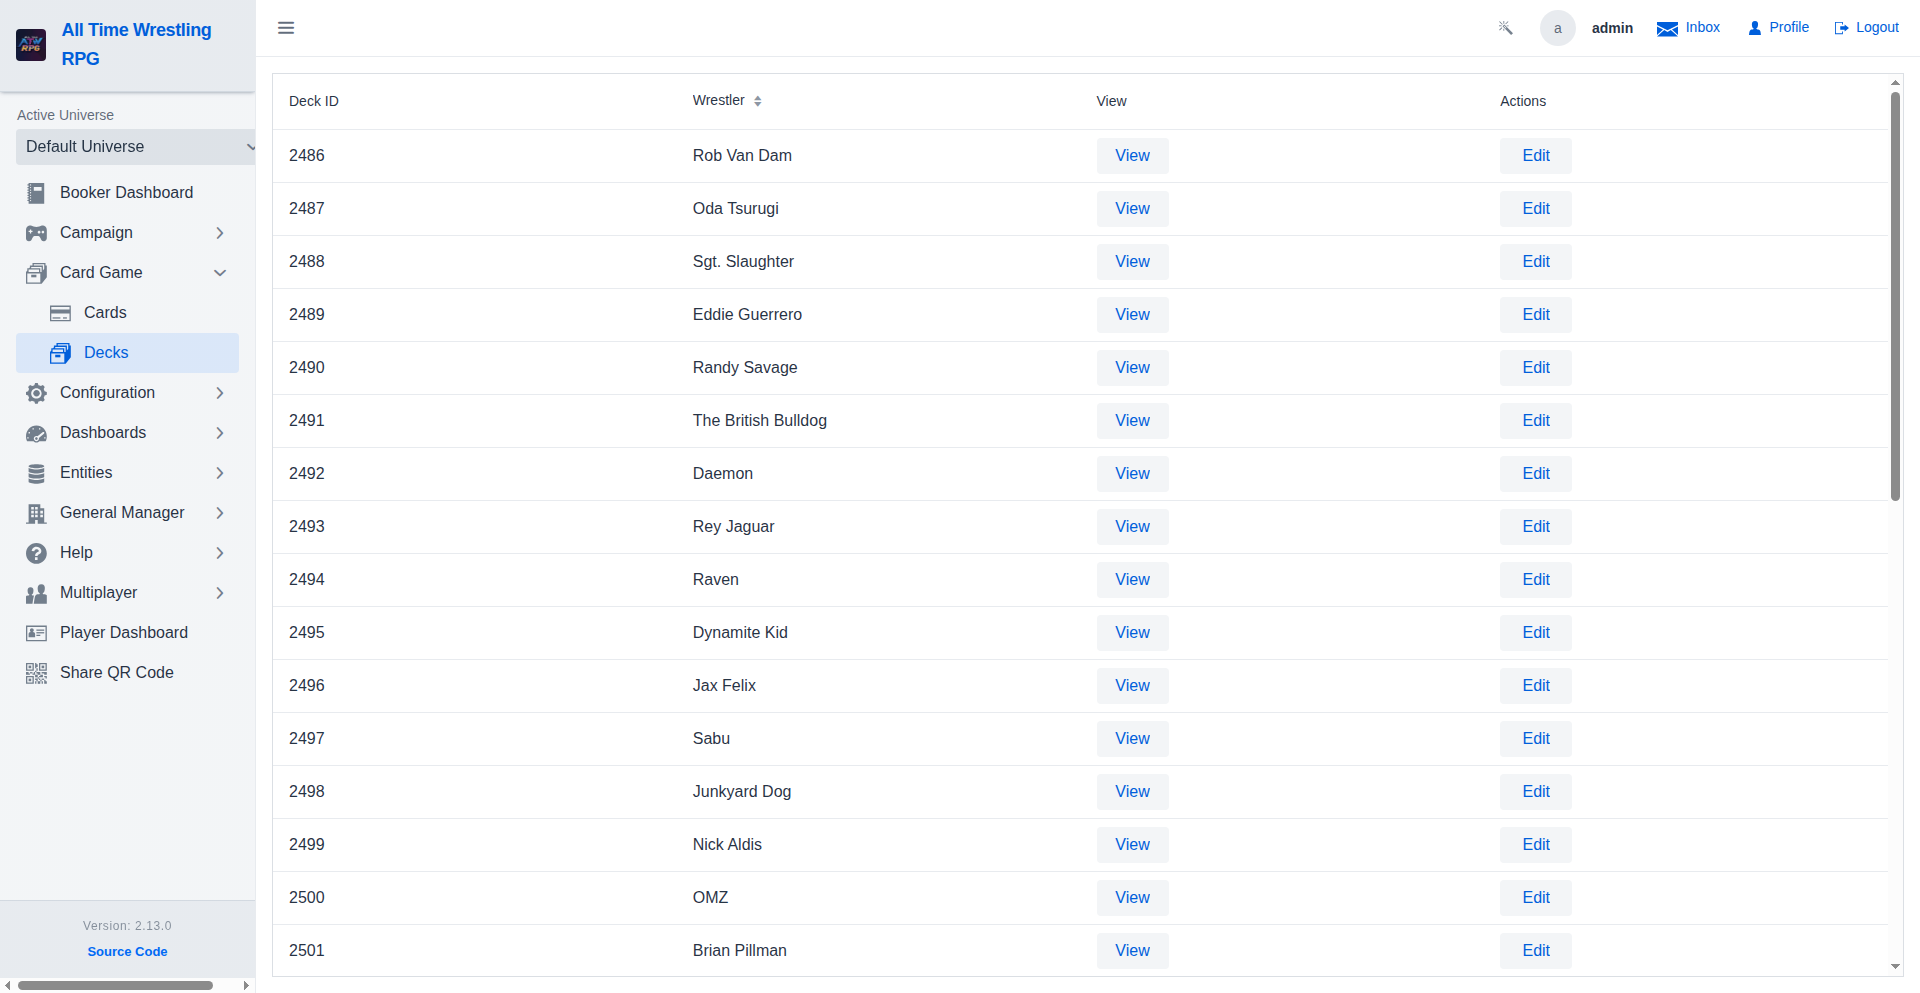 All Time Wrestling
RPG
a
admin
Inbox
Profile
Logout
Active Universe
Default Universe
Booker Dashboard
Campaign
Card Game
Cards
Decks
Configuration
Dashboards
Entities
General Manager
Help
Multiplayer
Player Dashboard
Share QR Code
Version: 2.13.0
Source Code
Deck ID Wrestler View Actions
2486 Rob Van Dam View Edit
2487 Oda Tsurugi View Edit
2488 Sgt. Slaughter View Edit
2489 Eddie Guerrero View Edit
2490 Randy Savage View Edit
2491 The British Bulldog View Edit
2492 Daemon View Edit
2493 Rey Jaguar View Edit
2494 Raven View Edit
2495 Dynamite Kid View Edit
2496 Jax Felix View Edit
2497 Sabu View Edit
2498 Junkyard Dog View Edit
2499 Nick Aldis View Edit
2500 OMZ View Edit
2501 Brian Pillman View Edit